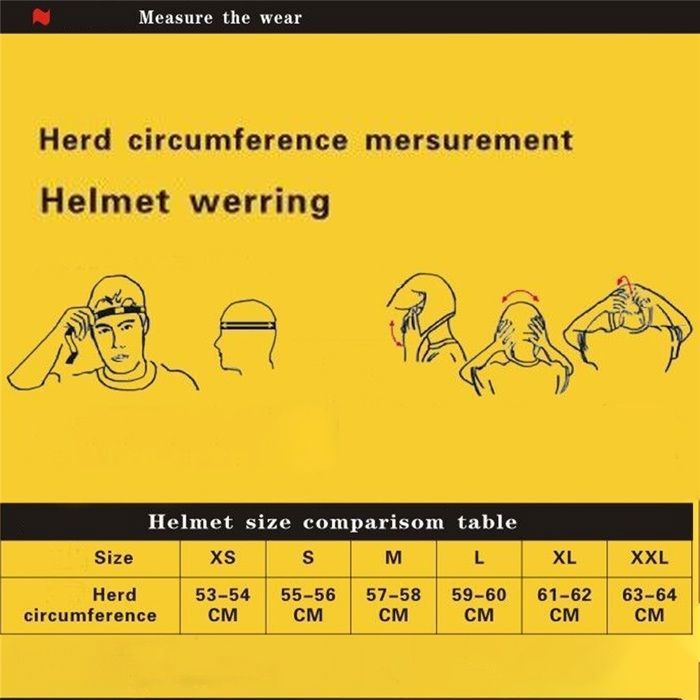 Measure the wear
Herd circumference mersurement
Helmet werring
Helmet size comparisom table
Size XS S M L XL XXL
Herd 53-54 55-56 57-58 59-60 61-62 63-64
circumference CM CM CM CM CM CM